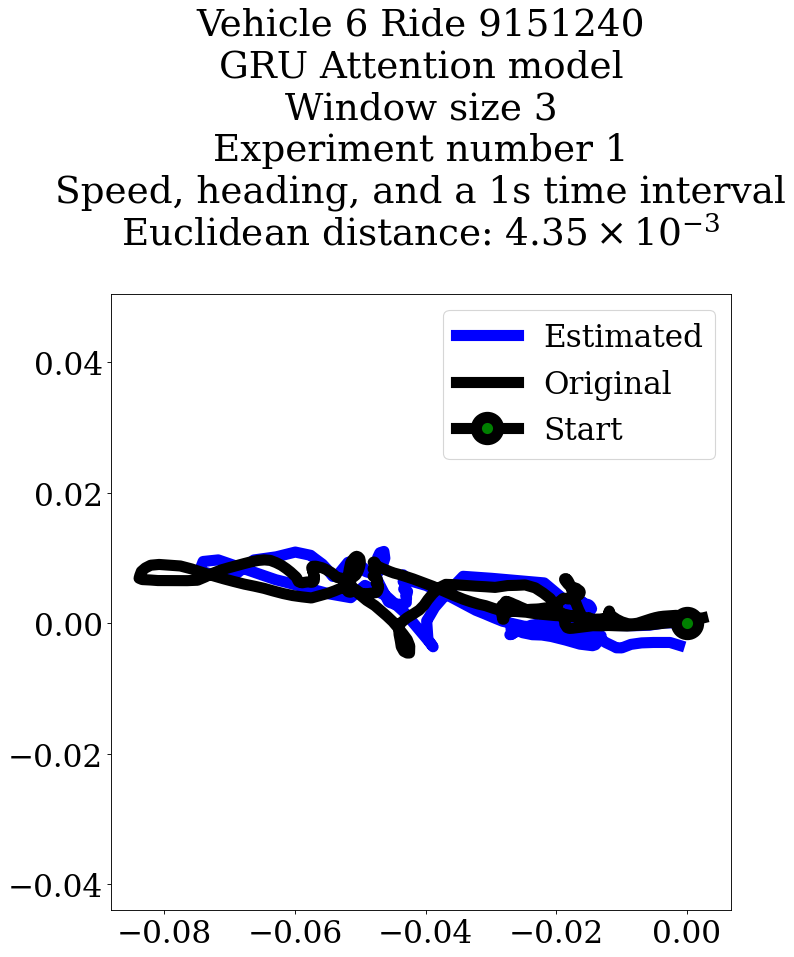 Vehicle 6 Ride 9151240
GRU Attention model
Window size 3
Experiment number 1
Speed, heading, and a 1s time interval
Euclidean distance: 4.35 × 10⁻³
Estimated
Original
Start
0.04
0.02
0.00
−0.02
−0.04
−0.08 −0.06 −0.04 −0.02 0.00